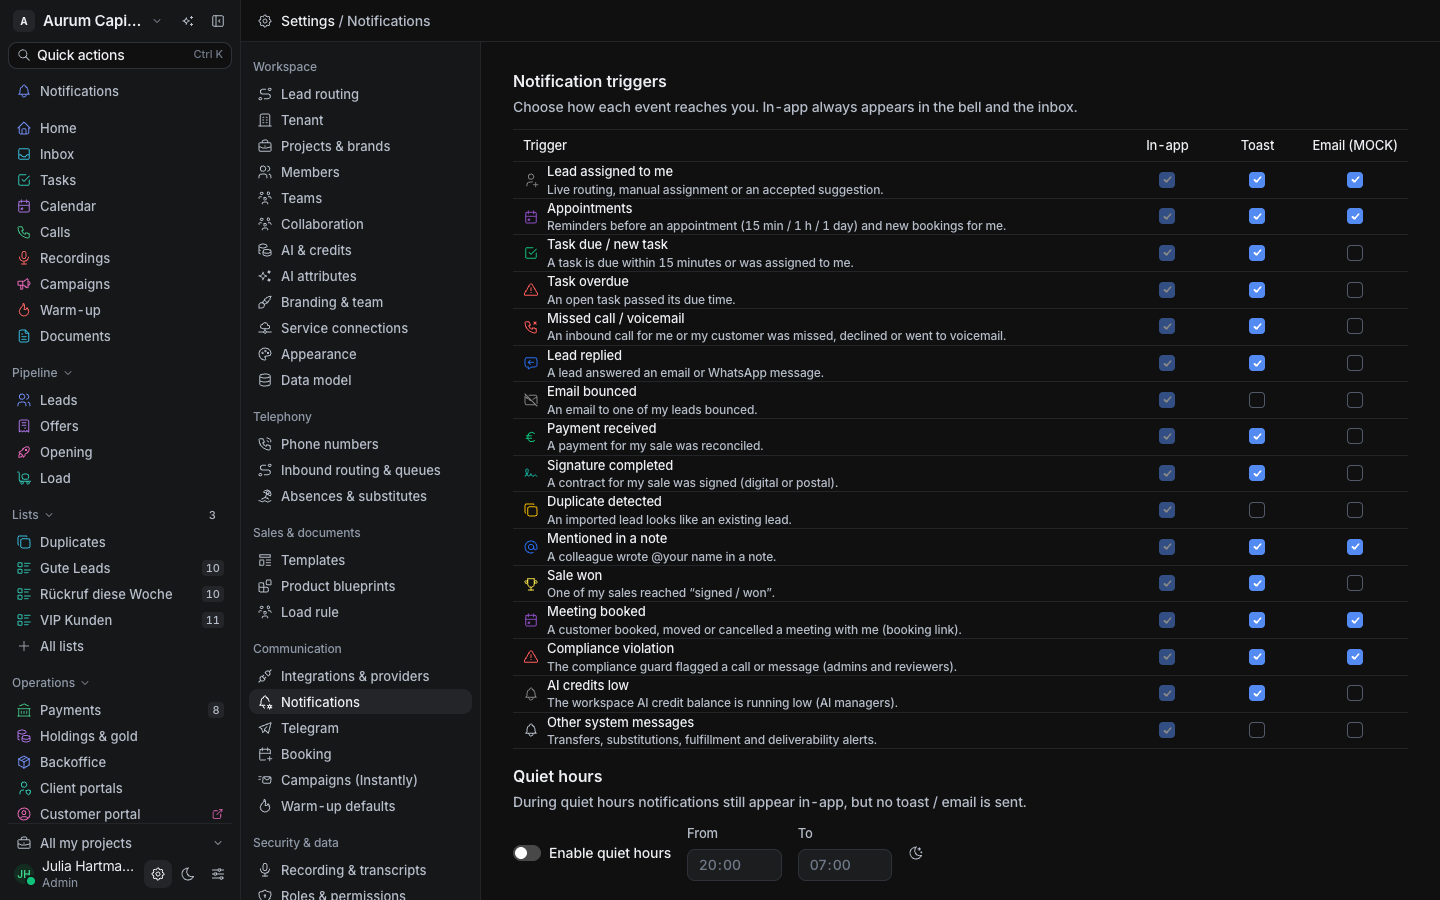 A Aurum Capi...
Quick actions Ctrl K
Notifications
Home
Inbox
Tasks
Calendar
Calls
Recordings
Campaigns
Warm-up
Documents
Pipeline
Leads
Offers
Opening
Load
Lists 3
Duplicates
Gute Leads 10
Rückruf diese Woche 10
VIP Kunden 11
All lists
Operations
Payments 8
Holdings & gold
Backoffice
Client portals
Customer portal
All my projects
JH Julia Hartma...
Admin
Settings / Notifications
Workspace
Lead routing
Tenant
Projects & brands
Members
Teams
Collaboration
AI & credits
AI attributes
Branding & team
Service connections
Appearance
Data model
Telephony
Phone numbers
Inbound routing & queues
Absences & substitutes
Sales & documents
Templates
Product blueprints
Load rule
Communication
Integrations & providers
Notifications
Telegram
Booking
Campaigns (Instantly)
Warm-up defaults
Security & data
Recording & transcripts
Roles & permissions
Notification triggers
Choose how each event reaches you. In-app always appears in the bell and the inbox.
Trigger In-app Toast Email (MOCK)
Lead assigned to me
Live routing, manual assignment or an accepted suggestion.
Appointments
Reminders before an appointment (15 min / 1 h / 1 day) and new bookings for me.
Task due / new task
A task is due within 15 minutes or was assigned to me.
Task overdue
An open task passed its due time.
Missed call / voicemail
An inbound call for me or my customer was missed, declined or went to voicemail.
Lead replied
A lead answered an email or WhatsApp message.
Email bounced
An email to one of my leads bounced.
Payment received
A payment for my sale was reconciled.
Signature completed
A contract for my sale was signed (digital or postal).
Duplicate detected
An imported lead looks like an existing lead.
Mentioned in a note
A colleague wrote @your name in a note.
Sale won
One of my sales reached “signed / won”.
Meeting booked
A customer booked, moved or cancelled a meeting with me (booking link).
Compliance violation
The compliance guard flagged a call or message (admins and reviewers).
AI credits low
The workspace AI credit balance is running low (AI managers).
Other system messages
Transfers, substitutions, fulfillment and deliverability alerts.
Quiet hours
During quiet hours notifications still appear in-app, but no toast / email is sent.
From To
Enable quiet hours 20:00 07:00